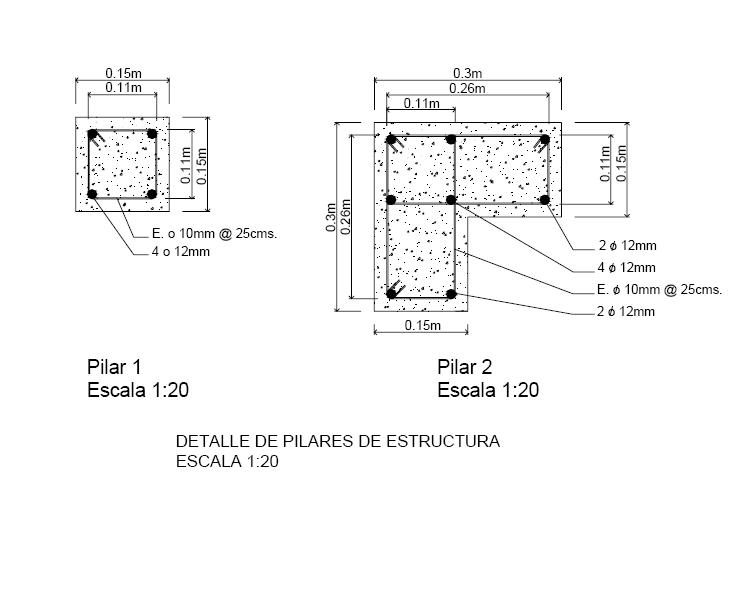 0.15m
0.11m
0.11m
0.15m
E. o 10mm @ 25cms.
4 o 12mm
0.3m
0.26m
0.11m
0.11m
0.15m
0.3m
0.26m
2 ϕ 12mm
4 ϕ 12mm
E. ϕ 10mm @ 25cms.
2 ϕ 12mm
0.15m
Pilar 1
Escala 1:20
Pilar 2
Escala 1:20
DETALLE DE PILARES DE ESTRUCTURA
ESCALA 1:20